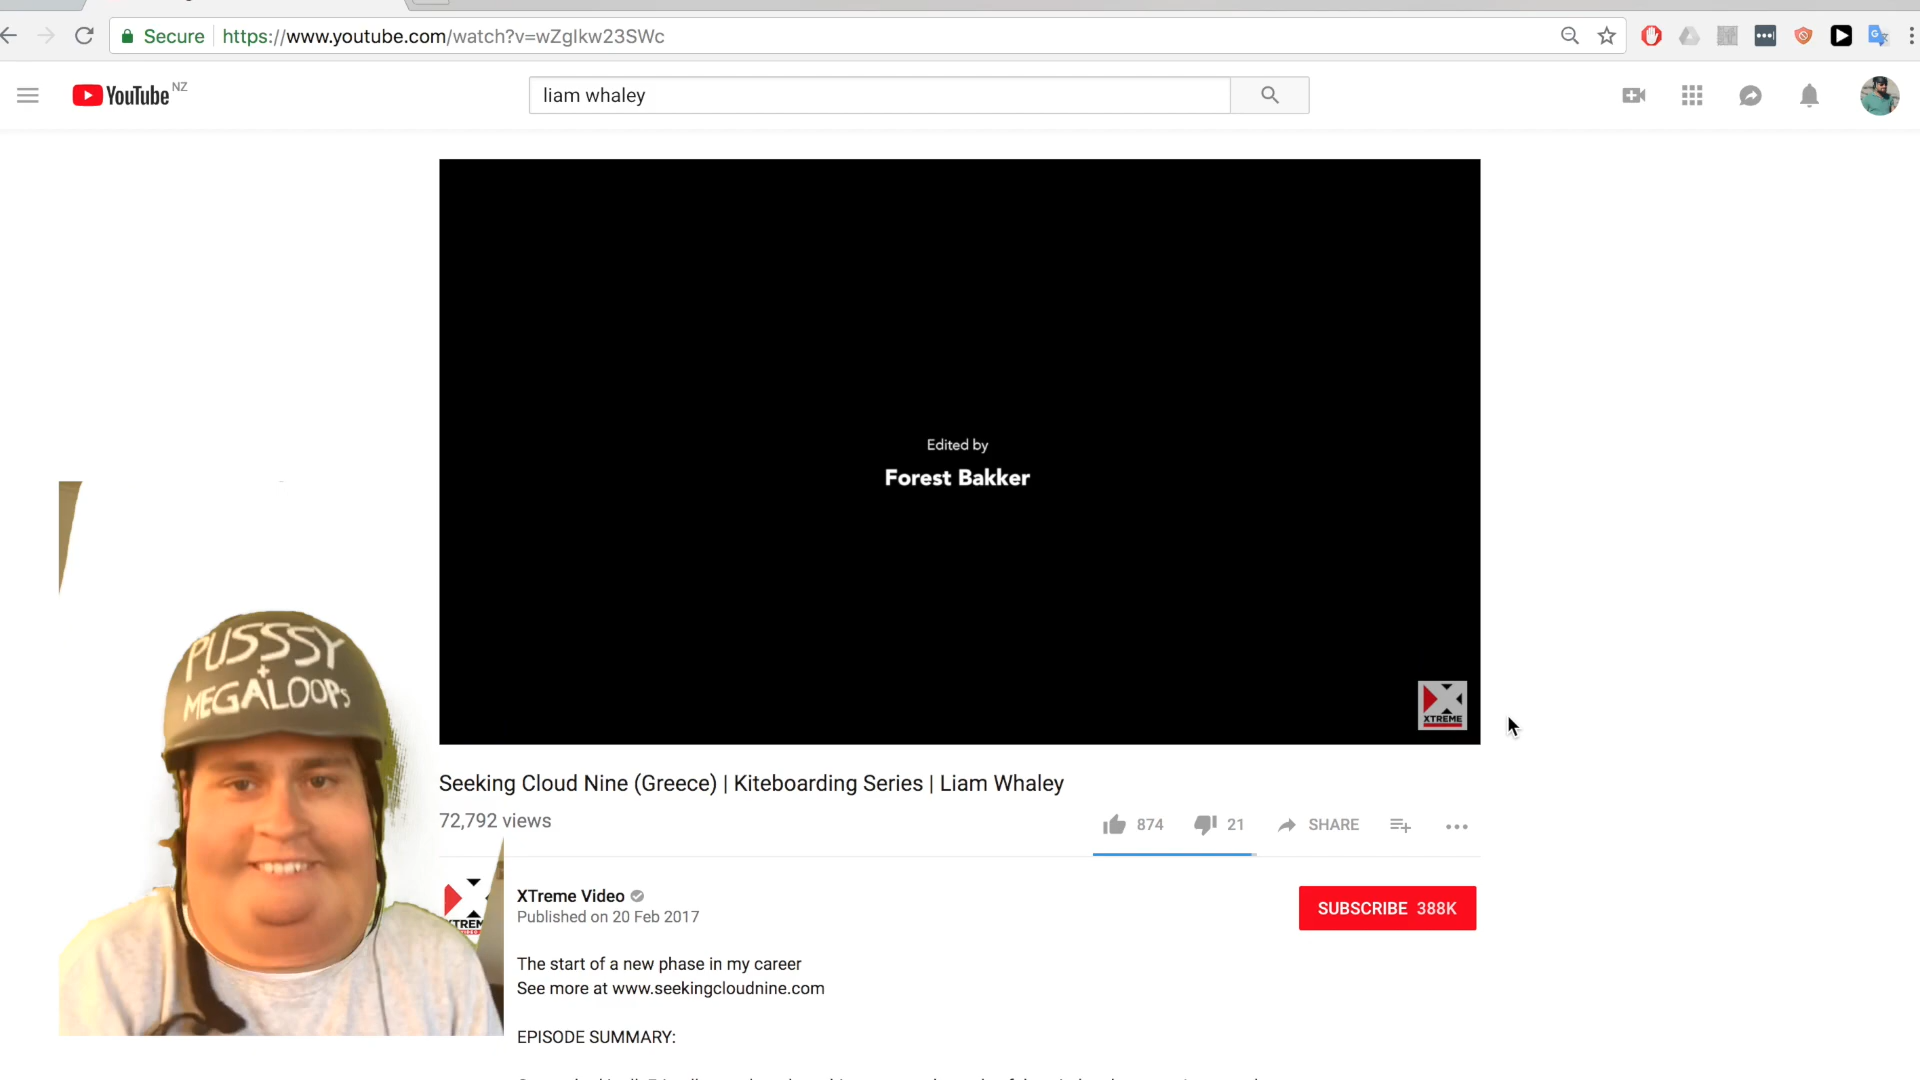 Secure https://www.youtube.com/watch?v=wZgIkw23SWc
YouTube NZ
liam whaley
Edited by
Forest Bakker
XTREME
PUSSSY
+
MEGALOOPs
Seeking Cloud Nine (Greece) | Kiteboarding Series | Liam Whaley
72,792 views
874 21 SHARE
XTreme Video
Published on 20 Feb 2017
SUBSCRIBE 388K
The start of a new phase in my career
See more at www.seekingcloudnine.com
EPISODE SUMMARY: